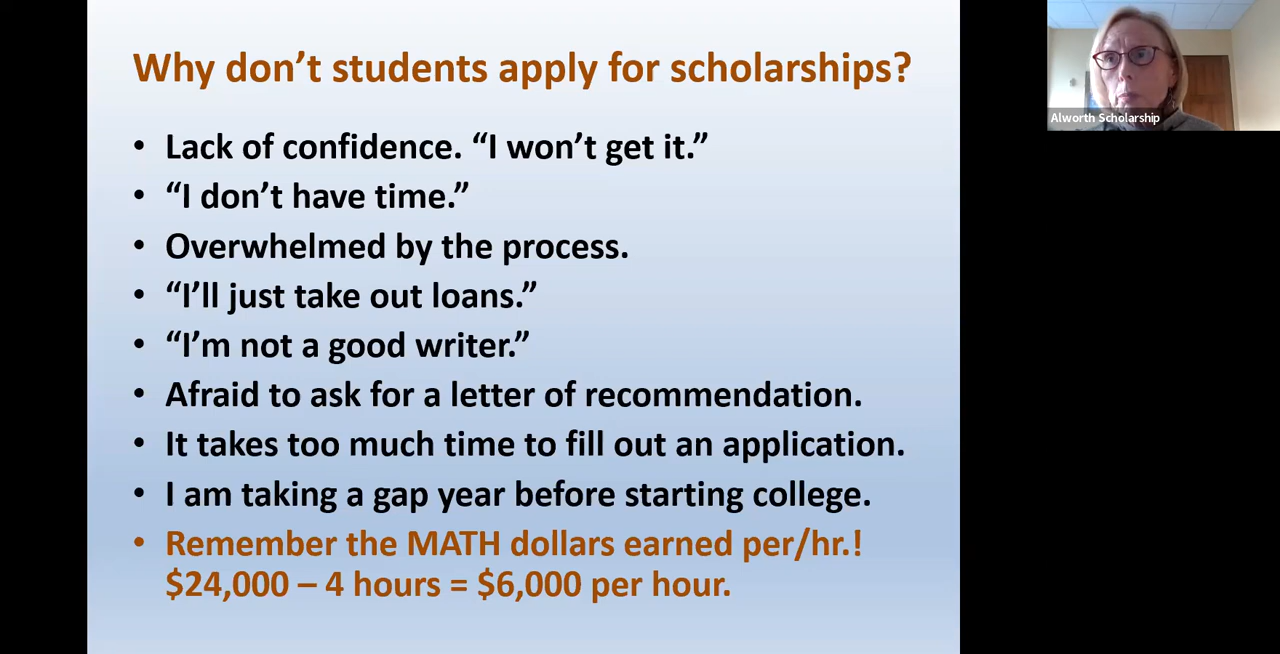 Why don’t students apply for scholarships?
• Lack of confidence. “I won’t get it.”
• “I don’t have time.”
• Overwhelmed by the process.
• “I’ll just take out loans.”
• “I’m not a good writer.”
• Afraid to ask for a letter of recommendation.
• It takes too much time to fill out an application.
• I am taking a gap year before starting college.
• Remember the MATH dollars earned per/hr.!
$24,000 – 4 hours = $6,000 per hour.
Alworth Scholarship